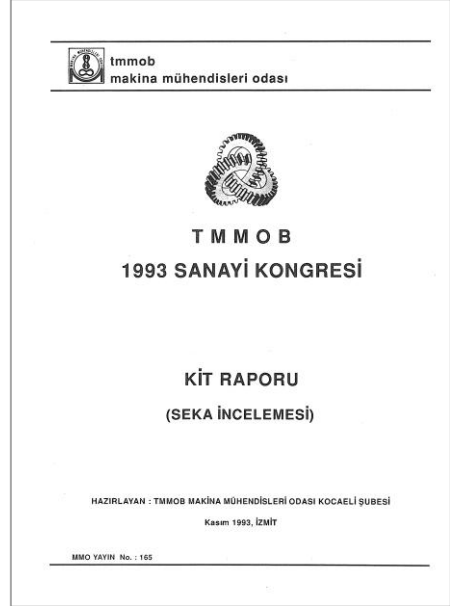 tmmob
makina mühendisleri odası
T M M O B
1993 SANAYİ KONGRESİ
KİT RAPORU
(SEKA İNCELEMESİ)
HAZIRLAYAN : TMMOB MAKİNA MÜHENDİSLERİ ODASI KOCAELİ ŞUBESİ
Kasım 1993, İZMİT
MMO YAYIN No. : 165